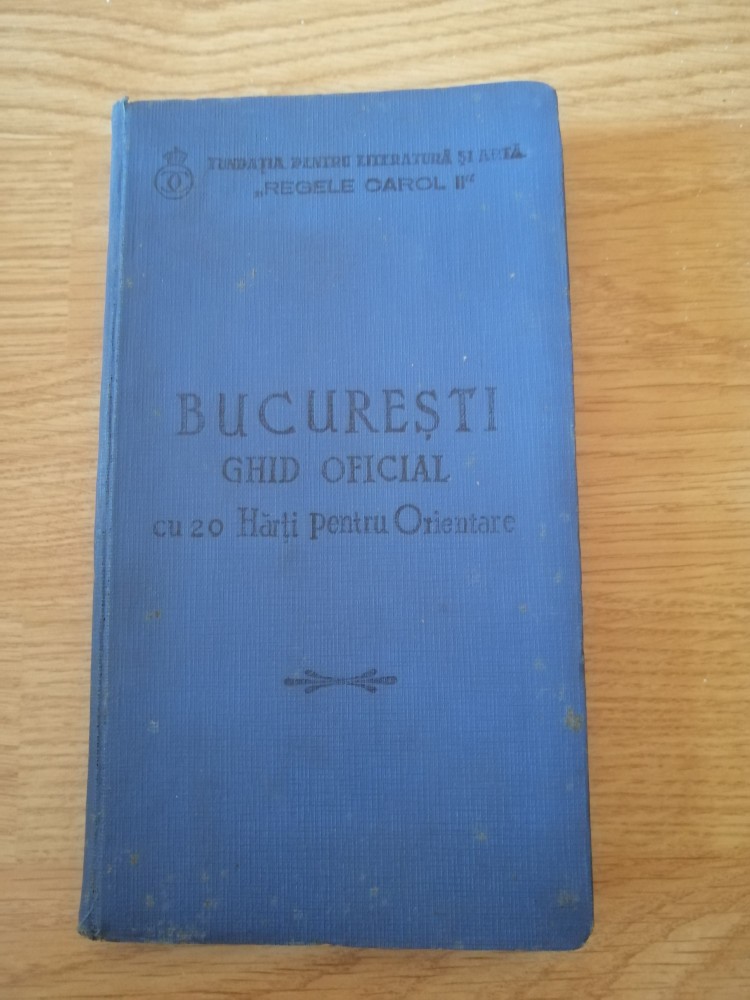 FUNDAȚIA PENTRU LITERATURĂ ȘI ARTĂ
„REGELE CAROL II“
BUCUREȘTI
GHID OFICIAL
cu 20 Hărți pentru Orientare